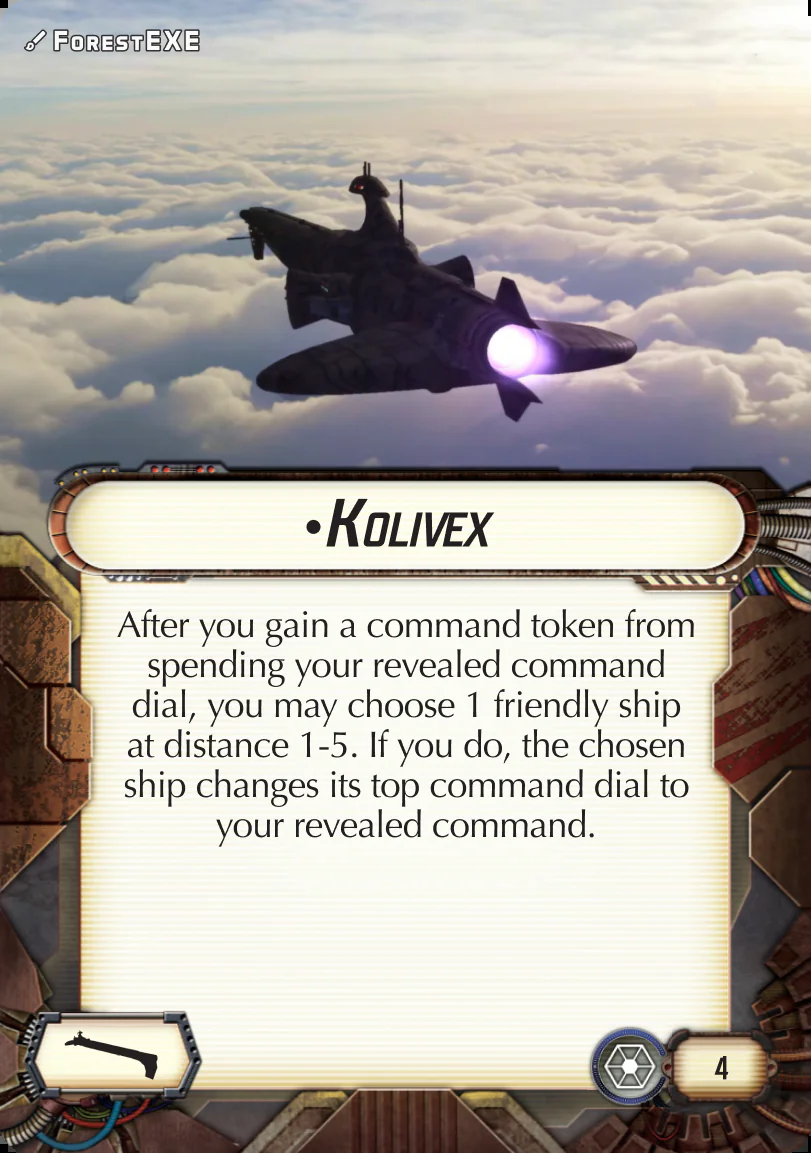 ForestEXE
•Kolivex
After you gain a command token from
spending your revealed command
dial, you may choose 1 friendly ship
at distance 1-5. If you do, the chosen
ship changes its top command dial to
your revealed command.
4